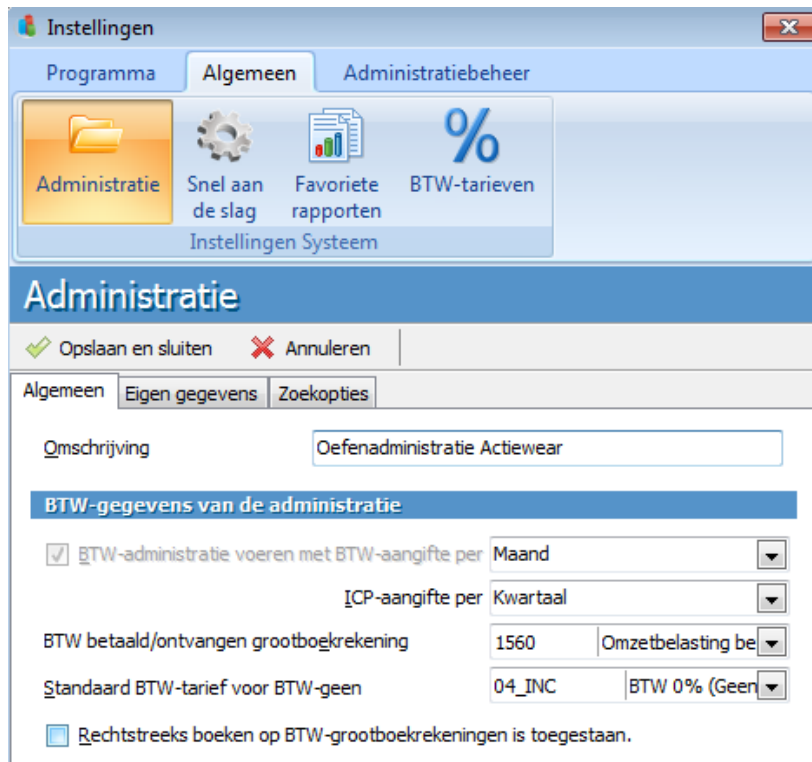 Instellingen
Programma Algemeen Administratiebeheer
Administratie Snel aan de slag Favoriete rapporten BTW-tarieven
Instellingen Systeem
Administratie
Opslaan en sluiten Annuleren
Algemeen Eigen gegevens Zoekopties
Omschrijving Oefenadministratie Actiewear
BTW-gegevens van de administratie
BTW-administratie voeren met BTW-aangifte per Maand
ICP-aangifte per Kwartaal
BTW betaald/ontvangen grootboekrekening 1560 Omzetbelasting be
Standaard BTW-tarief voor BTW-geen 04_INC BTW 0% (Geen
Rechtstreeks boeken op BTW-grootboekrekeningen is toegestaan.